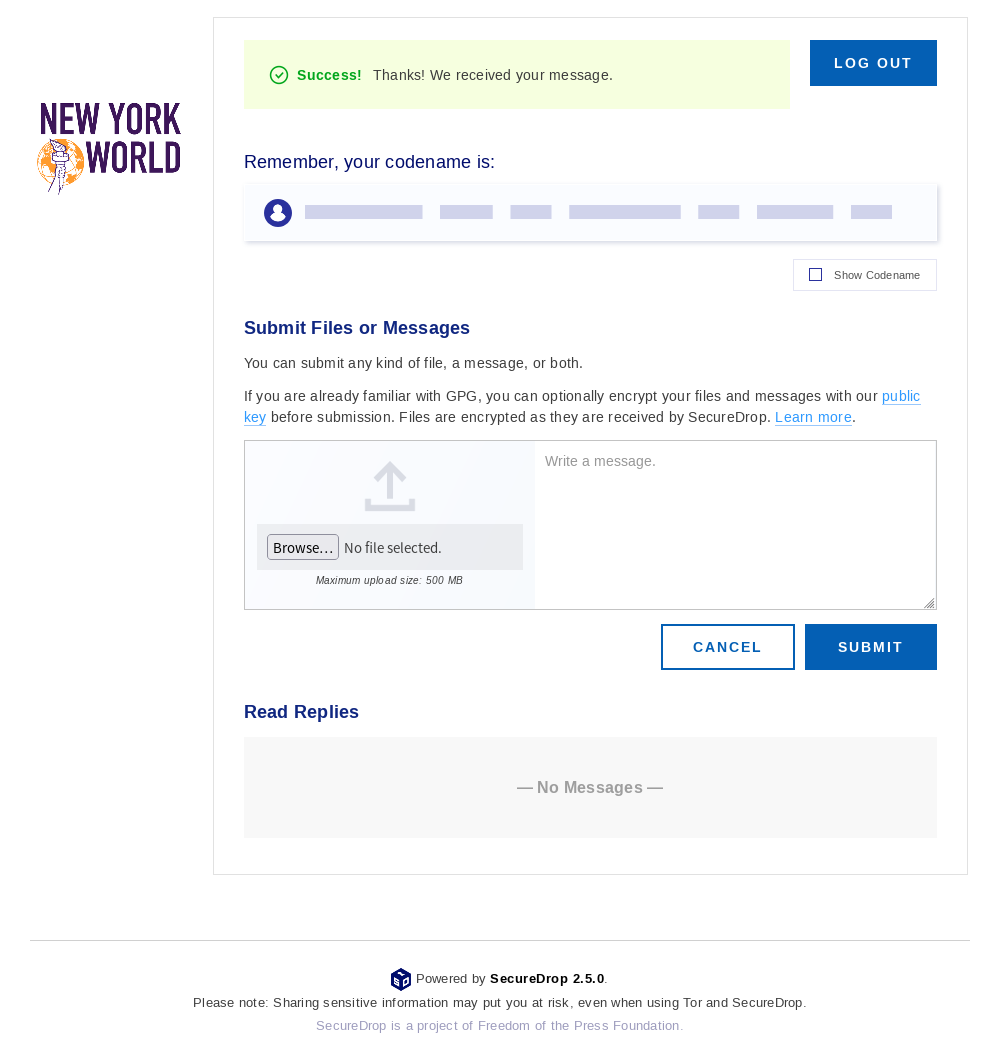 NEW YORK
WORLD
Success! Thanks! We received your message.
LOG OUT
Remember, your codename is:
Show Codename
Submit Files or Messages
You can submit any kind of file, a message, or both.
If you are already familiar with GPG, you can optionally encrypt your files and messages with our public
key before submission. Files are encrypted as they are received by SecureDrop. Learn more.
Write a message.
Browse… No file selected.
Maximum upload size: 500 MB
CANCEL
SUBMIT
Read Replies
— No Messages —
Powered by SecureDrop 2.5.0.
Please note: Sharing sensitive information may put you at risk, even when using Tor and SecureDrop.
SecureDrop is a project of Freedom of the Press Foundation.